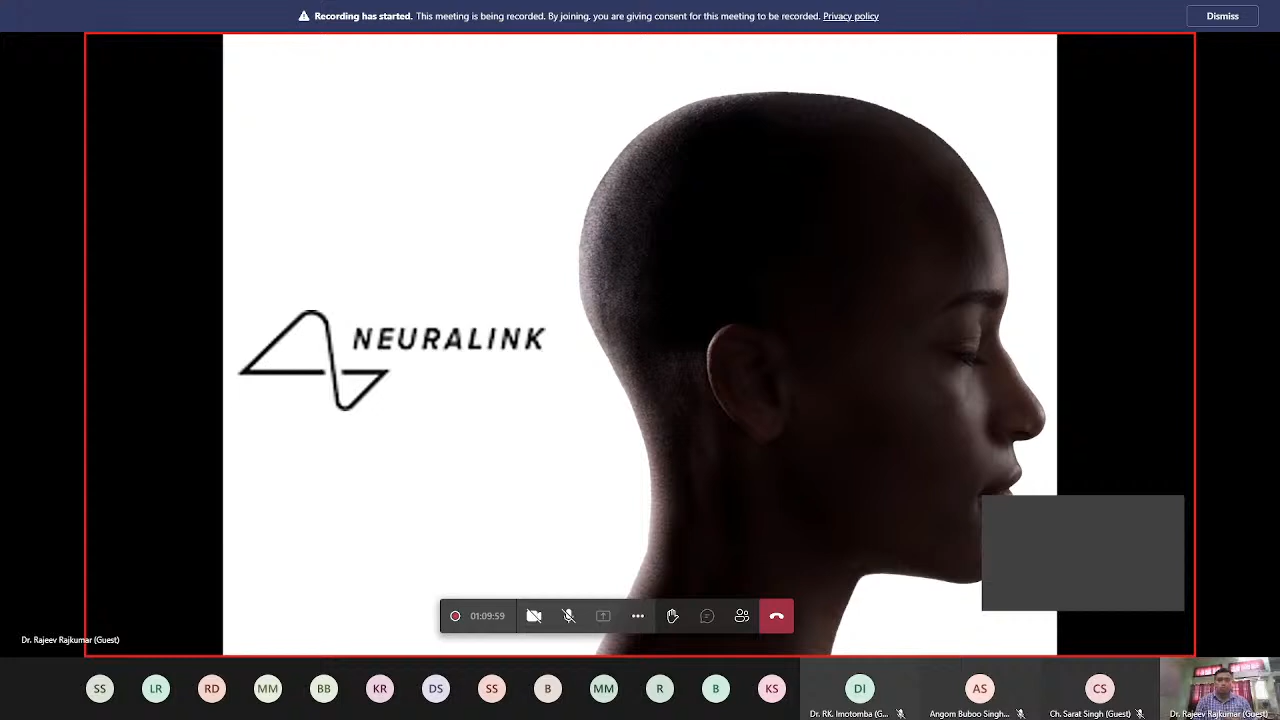 Recording has started. This meeting is being recorded. By joining, you are giving consent for this meeting to be recorded. Privacy policy
Dismiss
NEURALINK
01:09:59
Dr. Rajeev Rajkumar (Guest)
SS LR RD MM BB KR DS SS B MM R B KS DI AS CS
Dr. RK. Imotomba (G... Angom Buboo Singh... Ch. Sarat Singh (Guest) Dr. Rajeev Rajkumar (Guest)